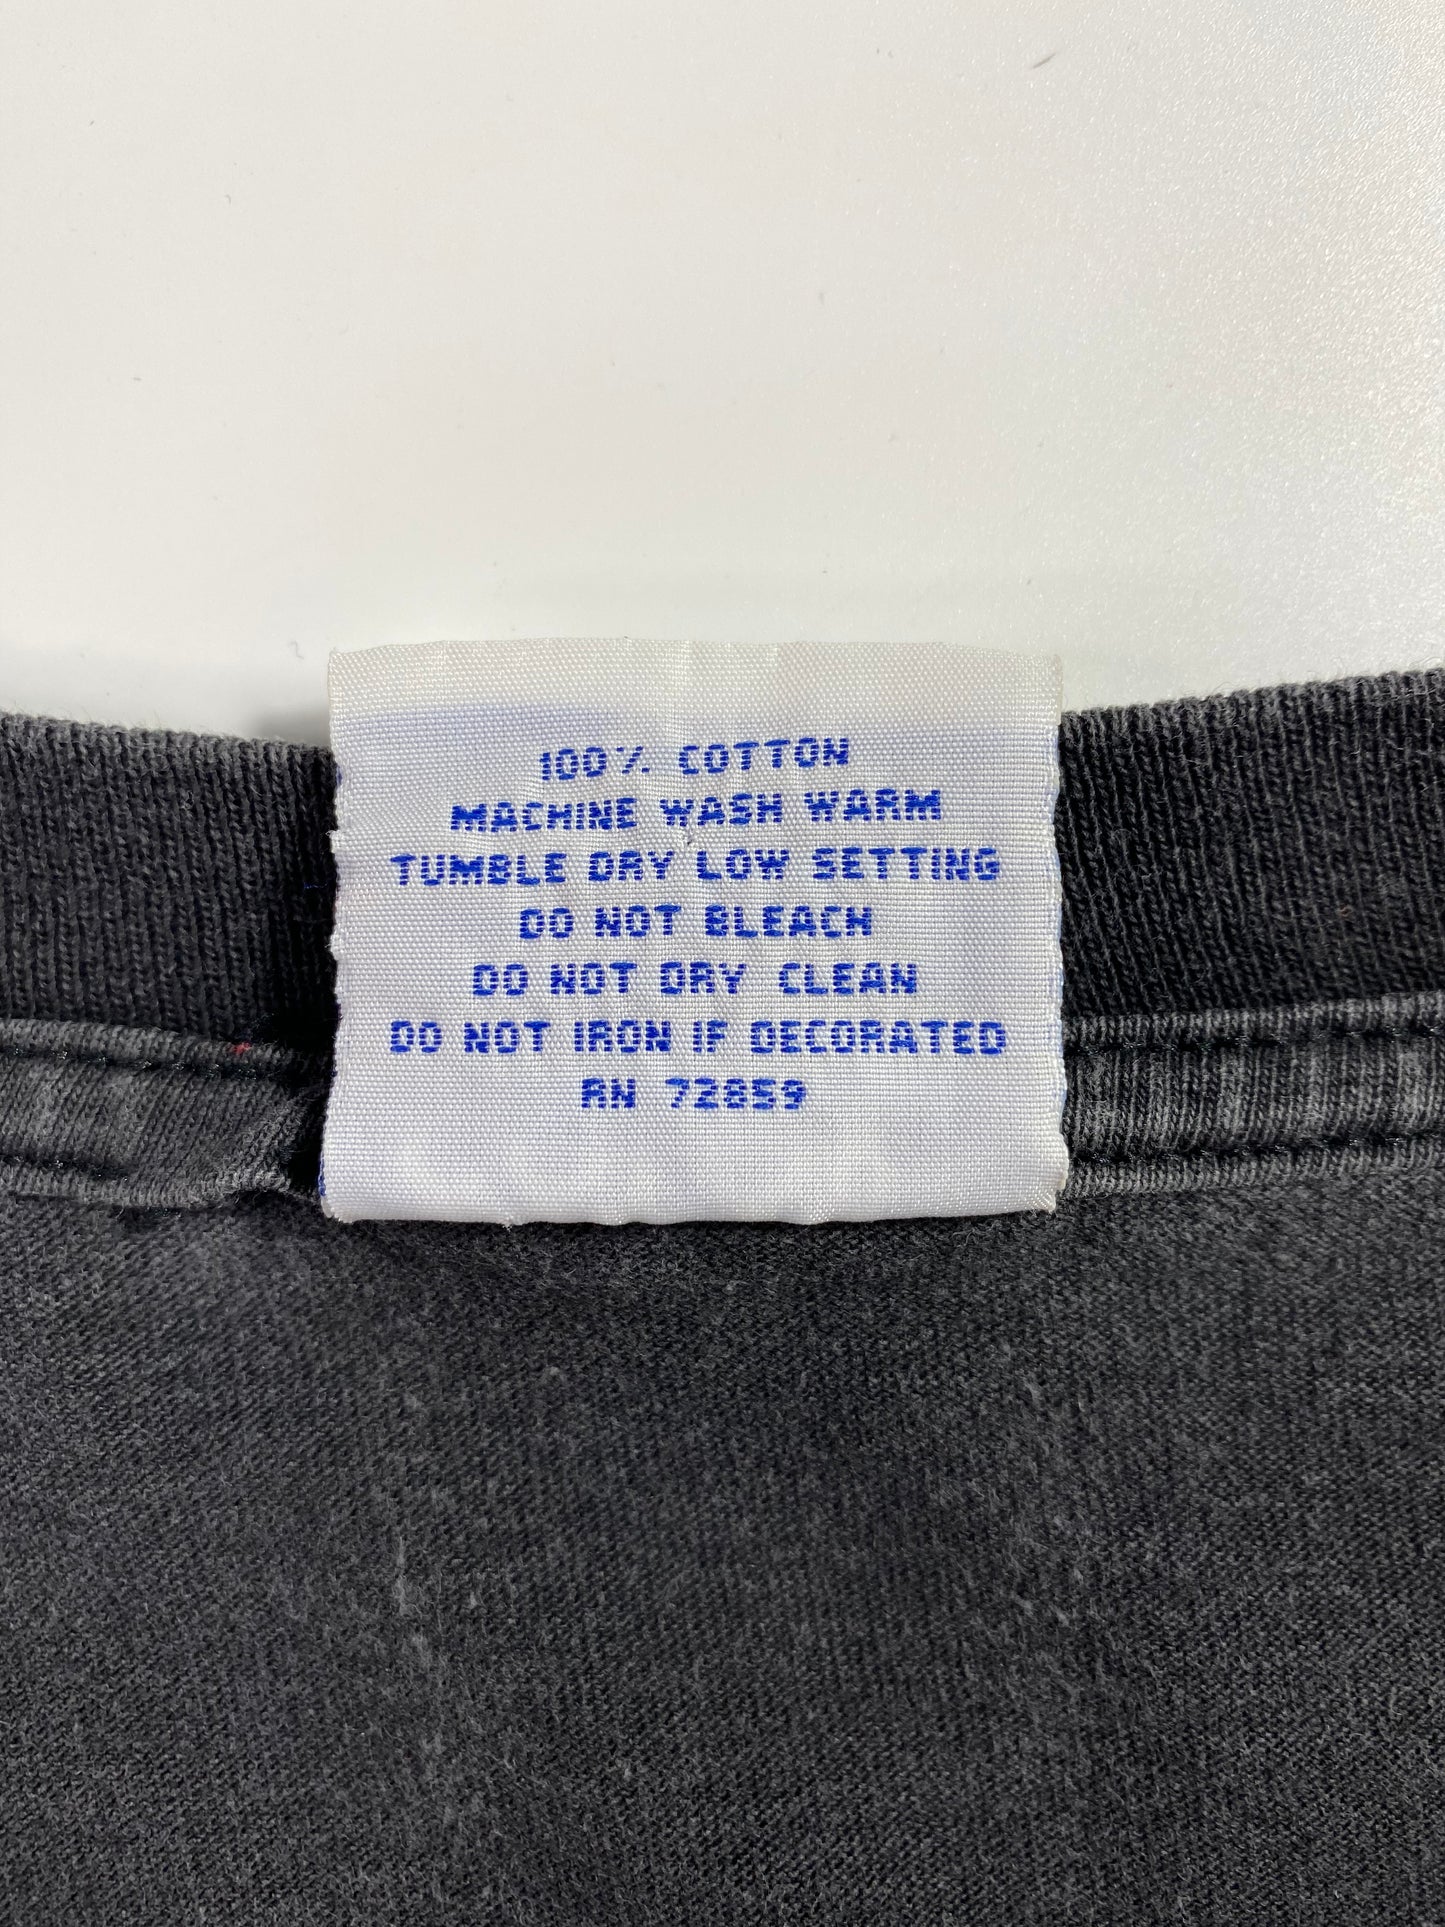 100% COTTON
MACHINE WASH WARM
TUMBLE DRY LOW SETTING
DO NOT BLEACH
DO NOT DRY CLEAN
DO NOT IRON IF DECORATED
RN 72859